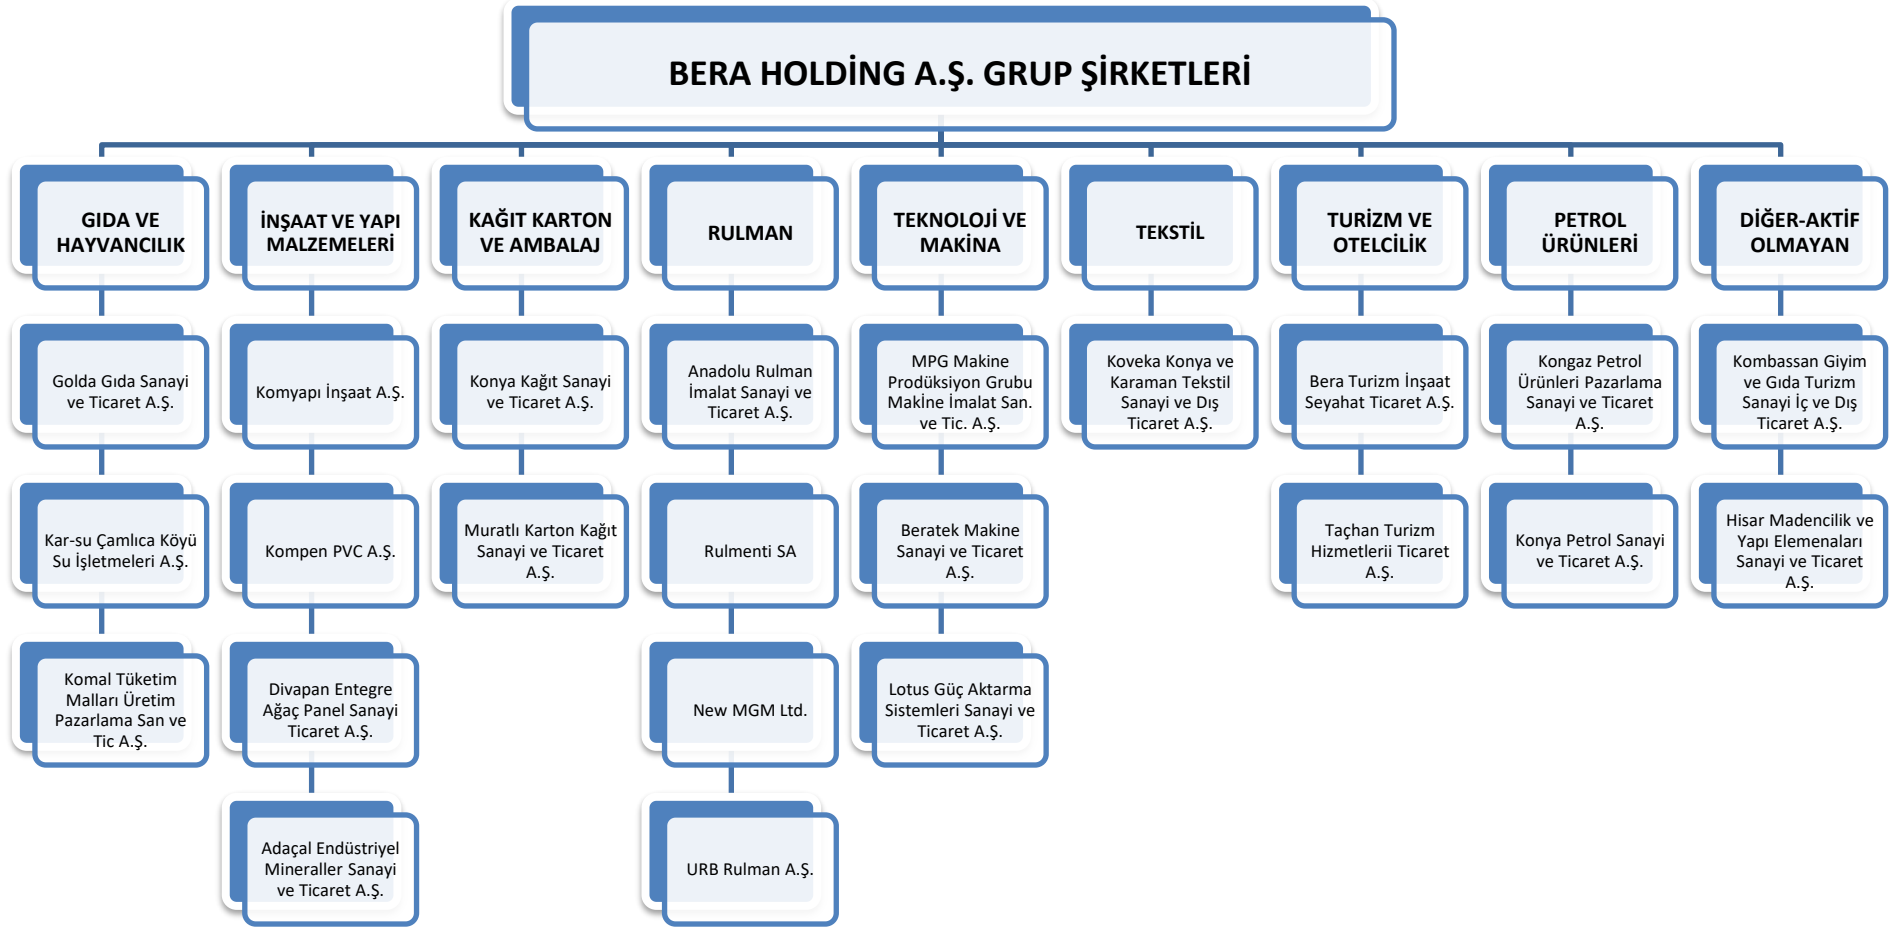 BERA HOLDİNG A.Ş. GRUP ŞİRKETLERİ
GIDA VE
HAYVANCILIK
Golda Gıda Sanayi
ve Ticaret A.Ş.
Kar-su Çamlıca Köyü
Su İşletmeleri A.Ş.
Komal Tüketim
Malları Üretim
Pazarlama San ve
Tic A.Ş.
İNŞAAT VE YAPI
MALZEMELERİ
Komyapı İnşaat A.Ş.
Kompen PVC A.Ş.
Divapan Entegre
Ağaç Panel Sanayi
Ticaret A.Ş.
Adaçal Endüstriyel
Mineraller Sanayi
ve Ticaret A.Ş.
KAĞIT KARTON
VE AMBALAJ
Konya Kağıt Sanayi
ve Ticaret A.Ş.
Muratlı Karton Kağıt
Sanayi ve Ticaret
A.Ş.
RULMAN
Anadolu Rulman
İmalat Sanayi ve
Ticaret A.Ş.
Rulmenti SA
New MGM Ltd.
URB Rulman A.Ş.
TEKNOLOJİ VE
MAKİNA
MPG Makine
Prodüksiyon Grubu
Makİne İmalat San.
ve Tic. A.Ş.
Beratek Makine
Sanayi ve Ticaret
A.Ş.
Lotus Güç Aktarma
Sistemleri Sanayi ve
Ticaret A.Ş.
TEKSTİL
Koveka Konya ve
Karaman Tekstil
Sanayi ve Dış
Ticaret A.Ş.
TURİZM VE
OTELCİLİK
Bera Turizm İnşaat
Seyahat Ticaret A.Ş.
Taçhan Turizm
Hizmetlerii Ticaret
A.Ş.
PETROL
ÜRÜNLERİ
Kongaz Petrol
Ürünleri Pazarlama
Sanayi ve Ticaret
A.Ş.
Konya Petrol Sanayi
ve Ticaret A.Ş.
DİĞER-AKTİF
OLMAYAN
Kombassan Giyim
ve Gıda Turizm
Sanayi İç ve Dış
Ticaret A.Ş.
Hisar Madencilik ve
Yapı Elemenaları
Sanayi ve Ticaret
A.Ş.